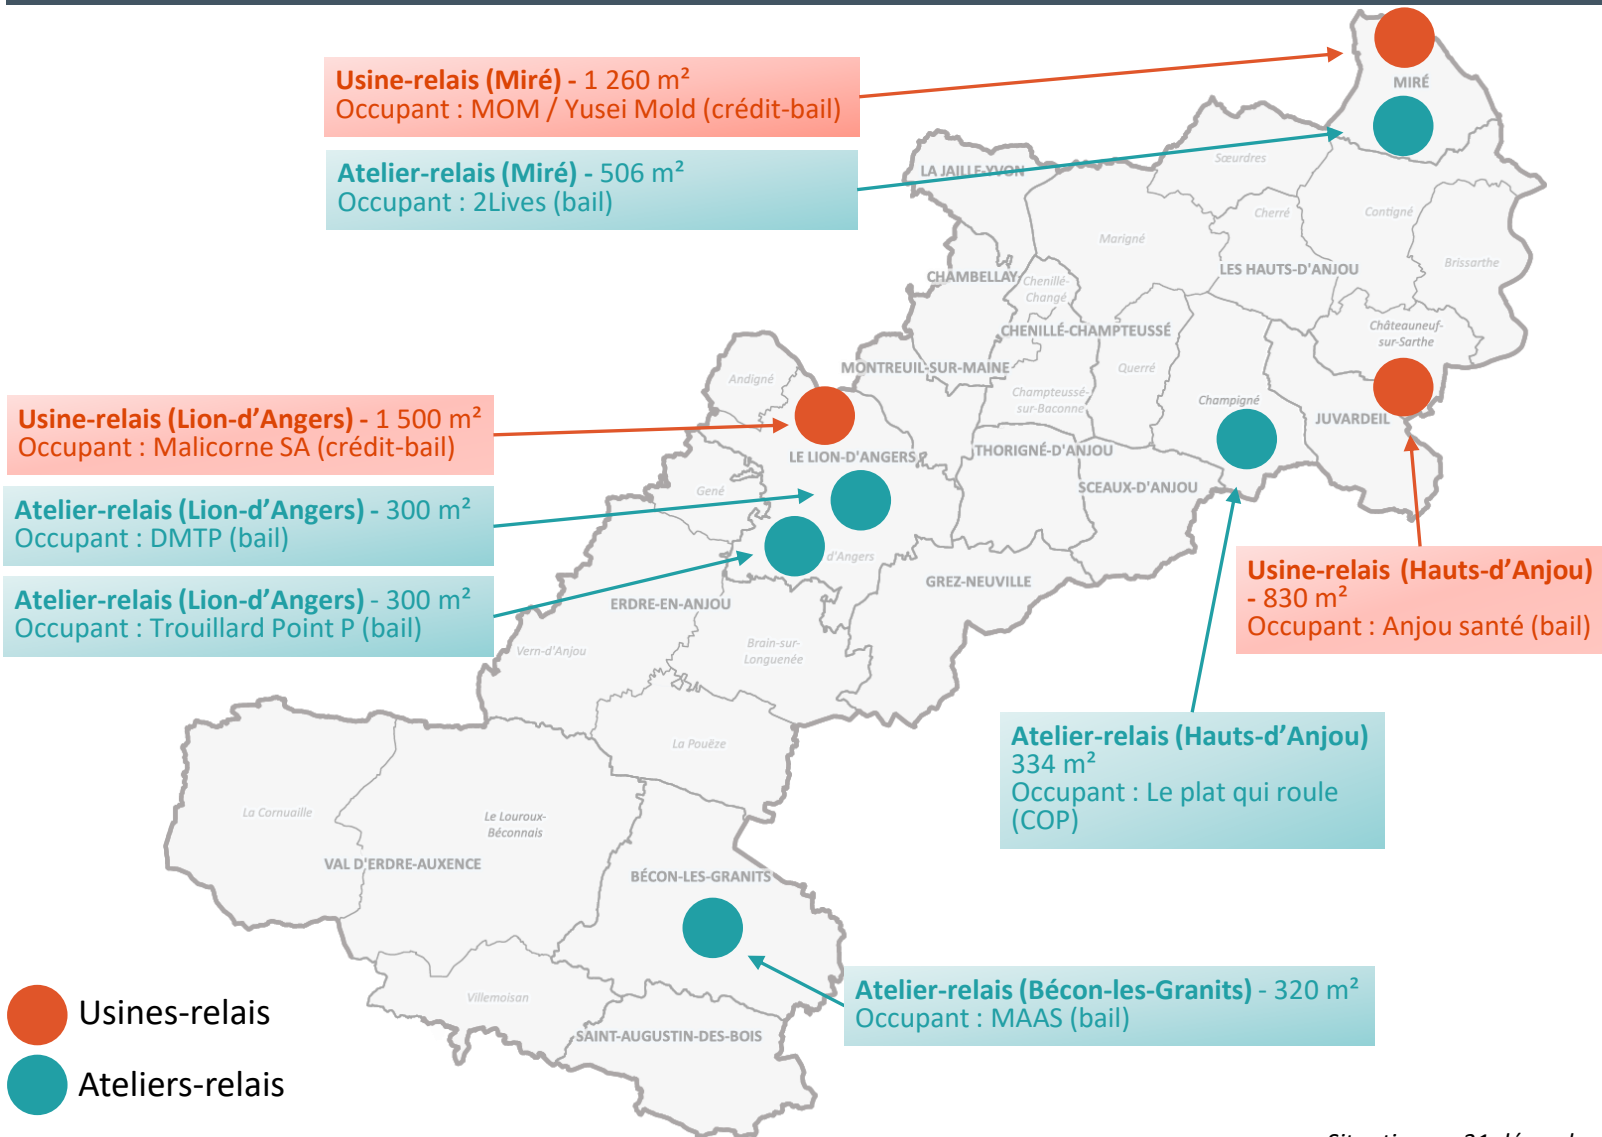 Usine-relais (Miré) - 1 260 m²
Occupant : MOM / Yusei Mold (crédit-bail)
Atelier-relais (Miré) - 506 m²
Occupant : 2Lives (bail)
MIRÉ
Sœurdres
LA JAILLE-YVON
Cherré
Contigné
Marigné
Brissarthe
LES HAUTS-D'ANJOU
CHAMBELLAY
Chenillé-
Changé
CHENILLÉ-CHAMPTEUSSÉ
Châteauneuf-
sur-Sarthe
MONTREUIL-SUR-MAINE
Querré
Andigné
Champteussé-
sur-Baconne
Champigné
JUVARDEIL
Usine-relais (Lion-d’Angers) - 1 500 m²
Occupant : Malicorne SA (crédit-bail)
LE LION-D'ANGERS
THORIGNÉ-D'ANJOU
SCEAUX-D'ANJOU
Gené
Atelier-relais (Lion-d’Angers) - 300 m²
Occupant : DMTP (bail)
d'Angers
GREZ-NEUVILLE
Usine-relais (Hauts-d’Anjou)
- 830 m²
Occupant : Anjou santé (bail)
Atelier-relais (Lion-d’Angers) - 300 m²
Occupant : Trouillard Point P (bail)
ERDRE-EN-ANJOU
Vern-d'Anjou
Brain-sur-
Longuenée
La Pouëze
Atelier-relais (Hauts-d’Anjou)
334 m²
Occupant : Le plat qui roule
(COP)
La Cornuaille
Le Louroux-
Béconnais
VAL D'ERDRE-AUXENCE
BÉCON-LES-GRANITS
Villemoisan
Atelier-relais (Bécon-les-Granits) - 320 m²
Occupant : MAAS (bail)
SAINT-AUGUSTIN-DES-BOIS
Usines-relais
Ateliers-relais